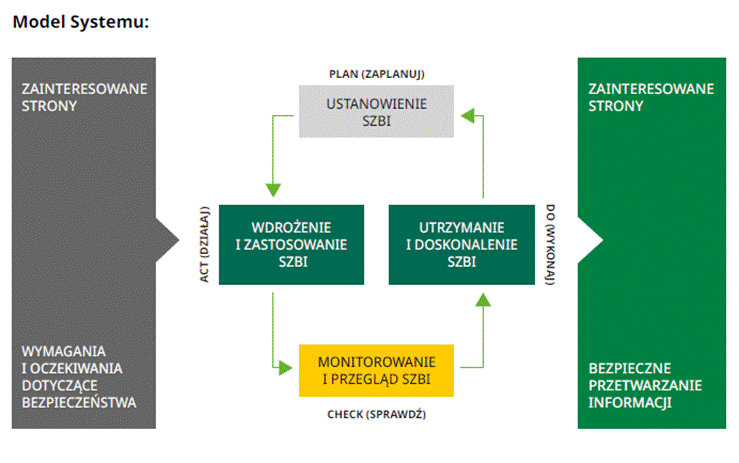 Model Systemu:
PLAN (ZAPLANUJ)
ZAINTERESOWANE
STRONY
USTANOWIENIE
SZBI
ZAINTERESOWANE
STRONY
ACT (DZIAŁAJ)
WDROŻENIE
I ZASTOSOWANIE
SZBI
UTRZYMANIE
I DOSKONALENIE
SZBI
DO (WYKONAJ)
WYMAGANIA
I OCZEKIWANIA
DOTYCZĄCE
BEZPIECZEŃSTWA
MONITOROWANIE
I PRZEGLĄD SZBI
CHECK (SPRAWDŹ)
BEZPIECZNE
PRZETWARZANIE
INFORMACJI